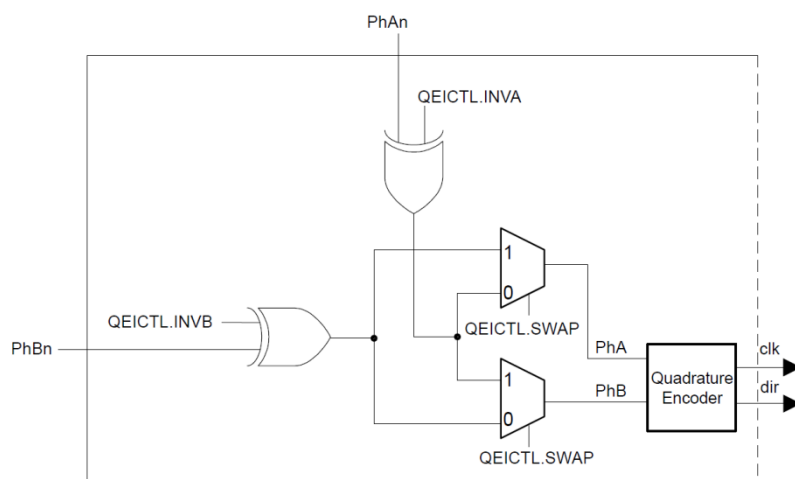 PhAn
QEICTL.INVA
1
0
QEICTL.INVB
QEICTL.SWAP
PhBn
PhA
clk
1
Quadrature
Encoder
PhB
dir
0
QEICTL.SWAP